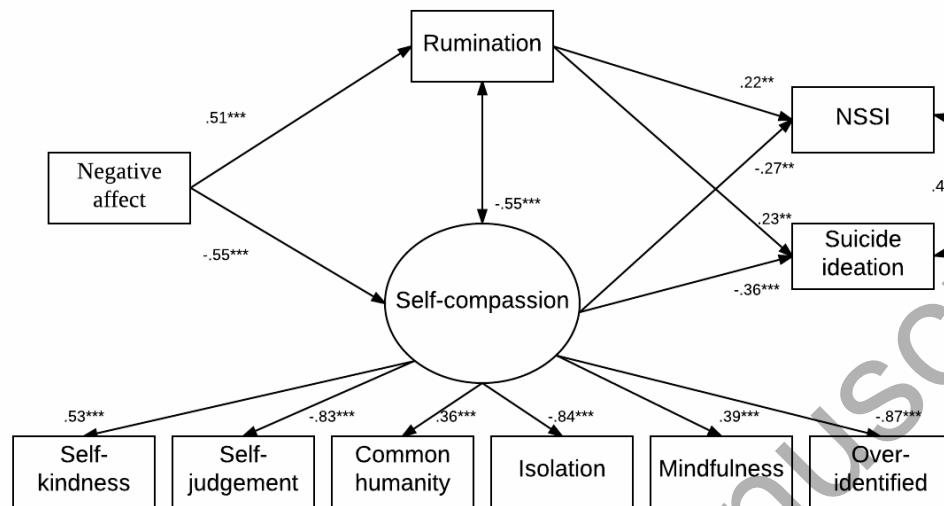 Rumination
.51***
.22**
NSSI
Negative
affect
-.27**
-.55***
-.55***
.23**
Suicide
ideation
-.36***
Self-compassion
.53***
-.83***
.36***
-.84***
.39***
-.87***
Self-
kindness
Self-
judgement
Common
humanity
Isolation
Mindfulness
Over-
identified